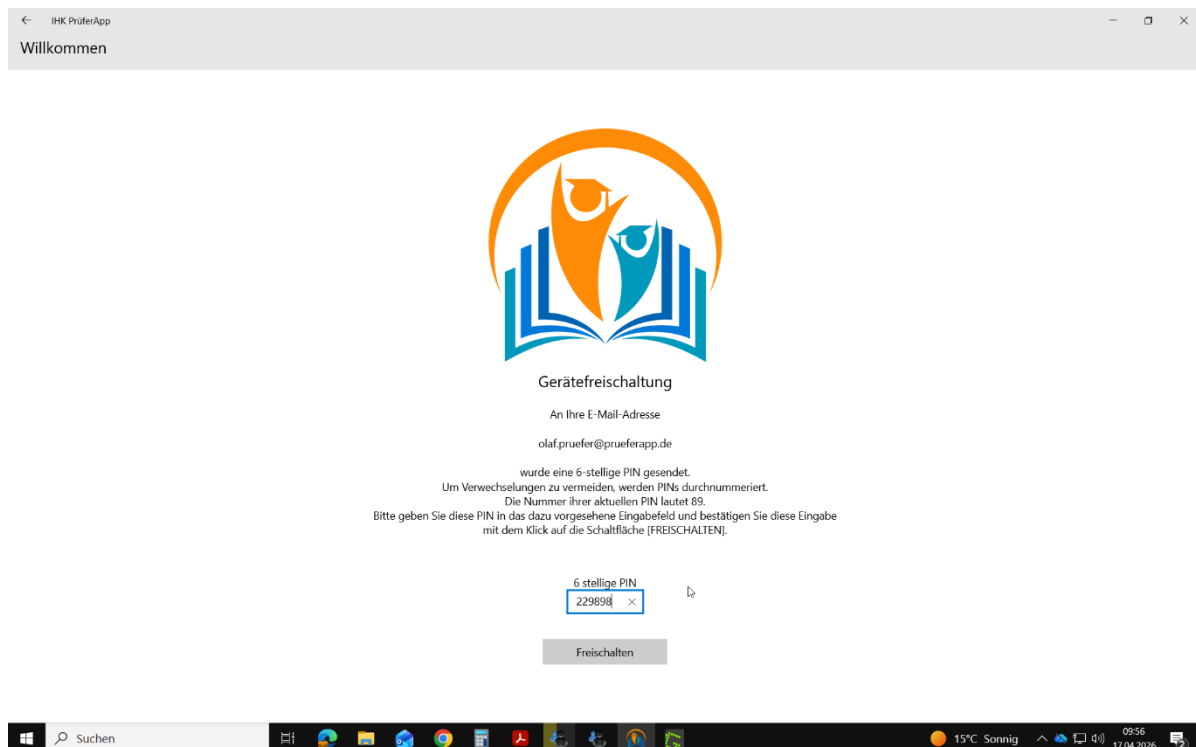 IHK PrüferApp
Willkommen
Gerätefreischaltung
An Ihre E-Mail-Adresse
olaf.pruefer@prueferapp.de
wurde eine 6-stellige PIN gesendet.
Um Verwechselungen zu vermeiden, werden PINs durchnummeriert.
Die Nummer ihrer aktuellen PIN lautet 89.
Bitte geben Sie diese PIN in das dazu vorgesehene Eingabefeld und bestätigen Sie diese Eingabe
mit dem Klick auf die Schaltfläche [FREISCHALTEN].
6 stellige PIN
229898
Freischalten
Suchen
15°C Sonnig
09:56
17.04.2026
2